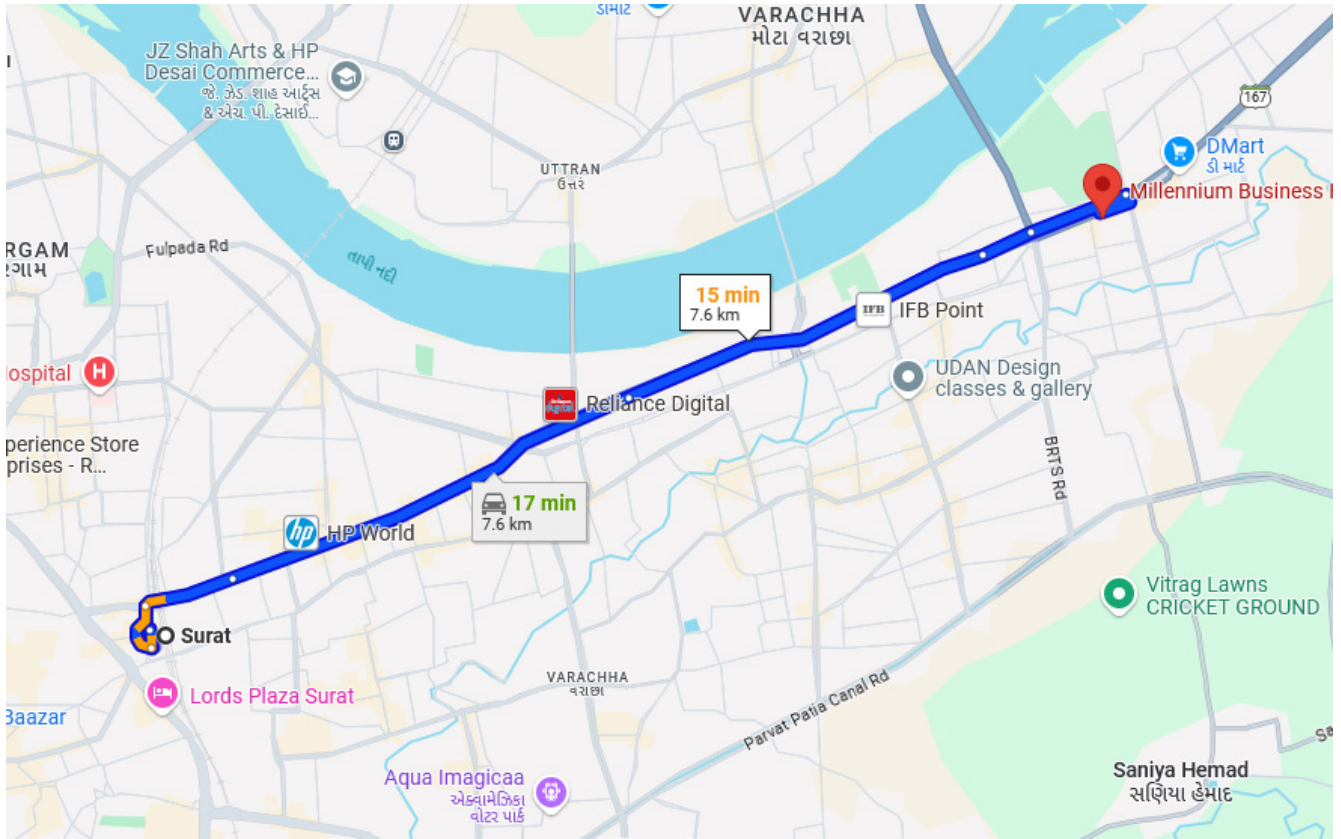 ડીમાર્ટ
VARACHHA
મોટા વરાછા
JZ Shah Arts & HP
Desai Commerce...
જે. ઝેડ. શાહ આર્ટ્સ
& એચ. પી. દેસાઈ...
167
DMart
ડી માર્ટ
UTTRAN
ઉત્રાં
Millennium Business
RGAM
Fulpada Rd
તાપી નદી
15 min
7.6 km
IFB
IFB Point
ospital
H
UDAN Design
classes & gallery
Reliance Digital
perience Store
prises - R...
BRTS Rd
17 min
7.6 km
hp
HP World
Vitrag Lawns
CRICKET GROUND
Surat
VARACHHA
વરાછા
Lords Plaza Surat
Baazar
Parvat Patia Canal Rd
Sa
Saniya Hemad
સણિયા હેમાદ
Aqua Imagicaa
એક્વામેજિકા
વોટર પાર્ક